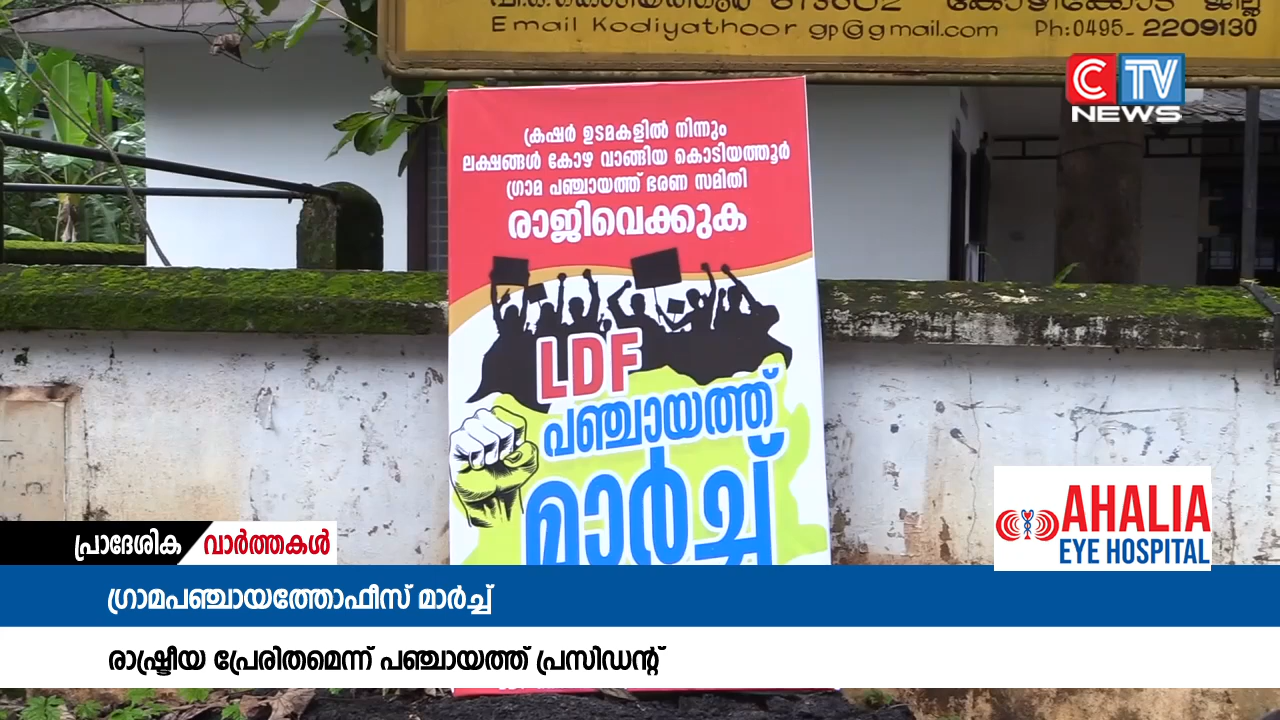 673602 കോഴിക്കോട് ജില്ല
Email Kodiyathoor gp@gmail.com Ph:0495-2209130
CTV
NEWS
ക്രഷർ ഉടമകളിൽ നിന്നും
ലക്ഷങ്ങൾ കോഴ വാങ്ങിയ കൊടിയത്തൂർ
ഗ്രാമ പഞ്ചായത്ത് ഭരണ സമിതി
രാജിവെക്കുക
LDF
പഞ്ചായത്ത്
മാർച്ച്
AHALIA
EYE HOSPITAL
പ്രാദേശിക വാർത്തകൾ
ഗ്രാമപഞ്ചായത്തോഫീസ് മാർച്ച്
രാഷ്ട്രീയ പ്രേരിതമെന്ന് പഞ്ചായത്ത് പ്രസിഡന്റ്